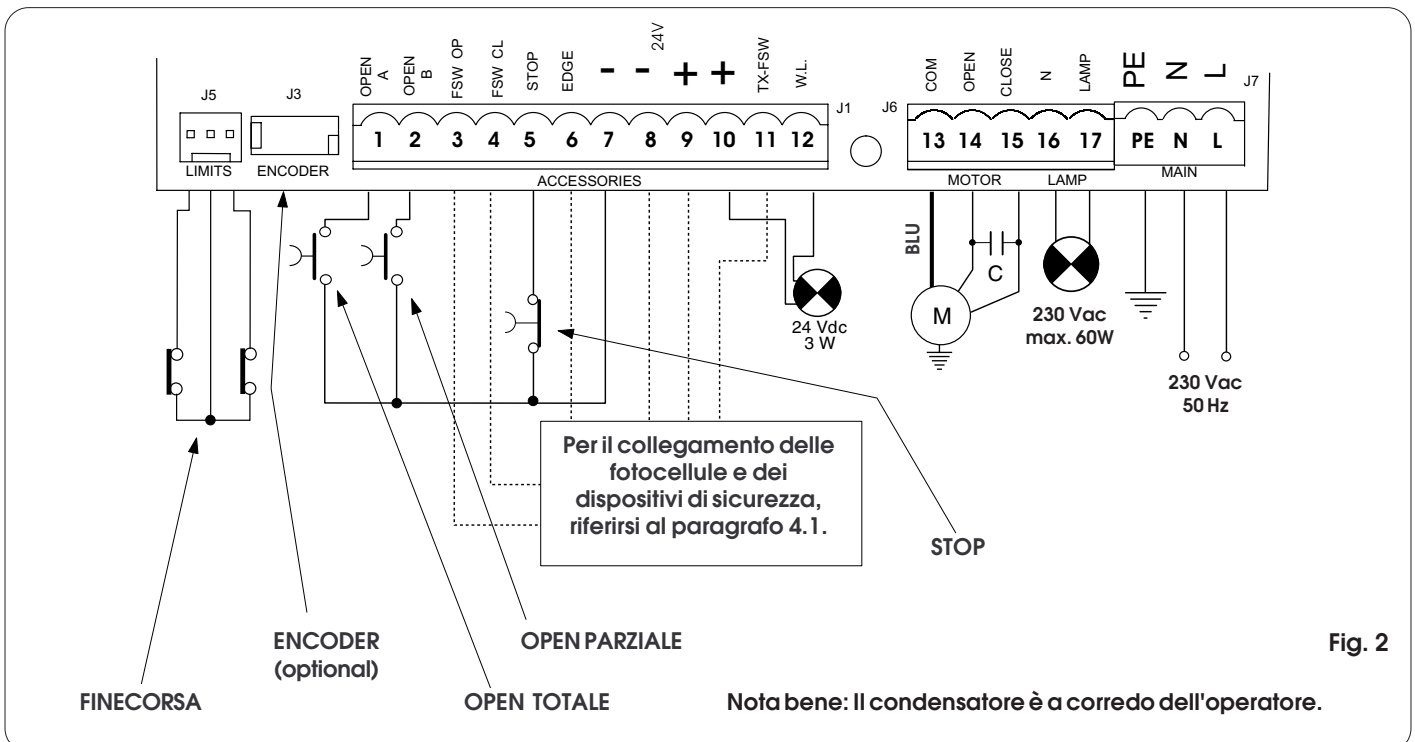 OPEN A
OPEN B
FSW OP
FSW CL
STOP
EDGE
-
-
24V
+
+
TX-FSW
W.L.
COM
OPEN
CLOSE
N
LAMP
PE
N
L
J5
J3
J1
J6
J7
1 2 3 4 5 6 7 8 9 10 11 12
13 14 15 16 17
PE N L
LIMITS
ENCODER
ACCESSORIES
MOTOR
LAMP
MAIN
BLU
C
M
24 Vdc
3 W
230 Vac
max. 60W
230 Vac
50 Hz
Per il collegamento delle
fotocellule e dei
dispositivi di sicurezza,
riferirsi al paragrafo 4.1.
STOP
ENCODER
(optional)
OPEN PARZIALE
Fig. 2
FINECORSA
OPEN TOTALE
Nota bene: Il condensatore è a corredo dell'operatore.